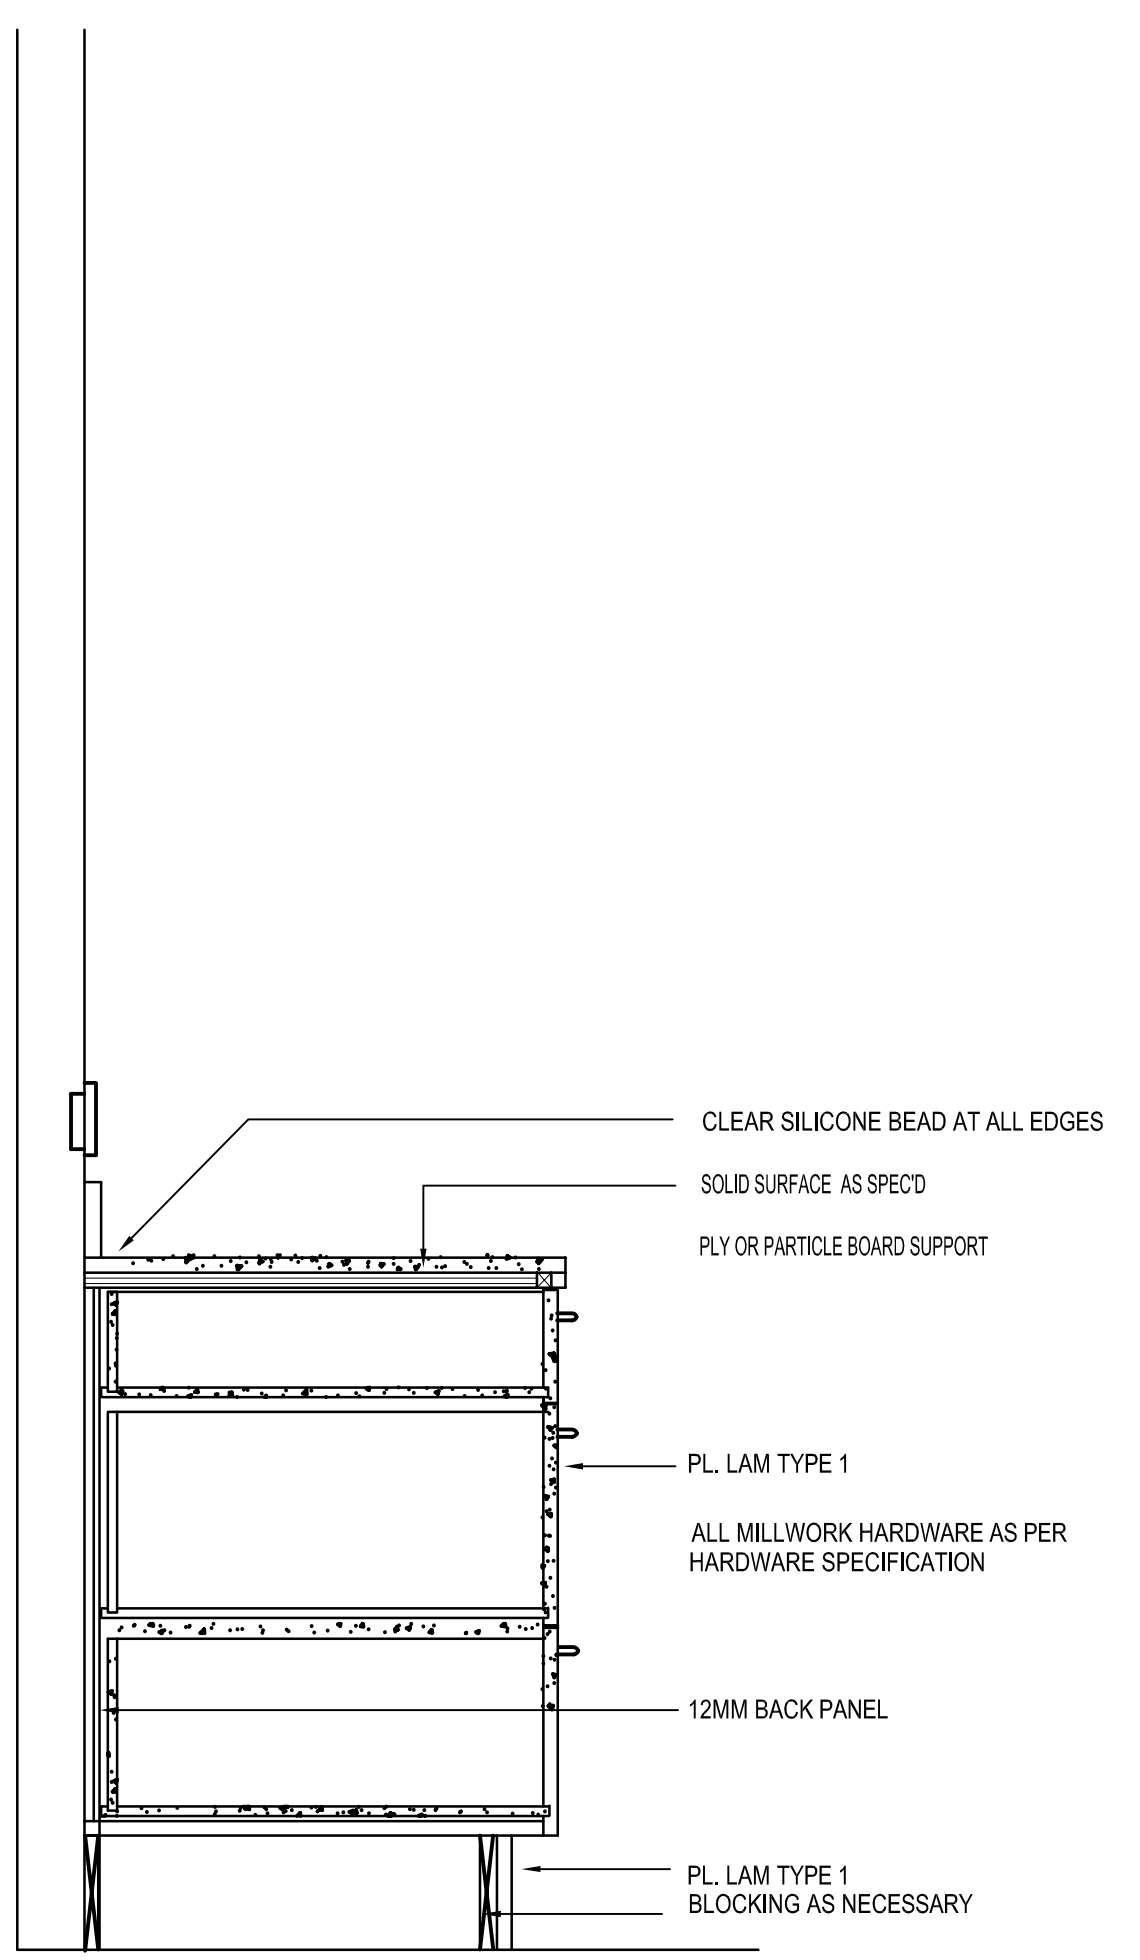 CLEAR SILICONE BEAD AT ALL EDGES
SOLID SURFACE AS SPEC'D
PLY OR PARTICLE BOARD SUPPORT
PL. LAM TYPE 1
ALL MILLWORK HARDWARE AS PER
HARDWARE SPECIFICATION
12MM BACK PANEL
PL. LAM TYPE 1
BLOCKING AS NECESSARY